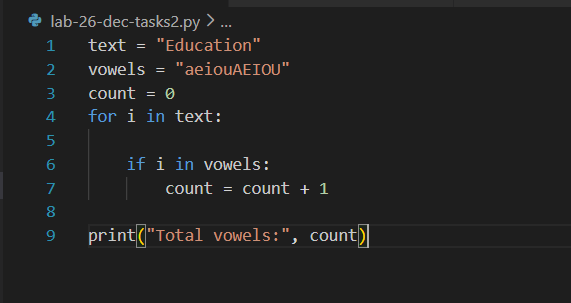 lab-26-dec-tasks2.py > ...
1 text = "Education"
2 vowels = "aeiouAEIOU"
3 count = 0
4 for i in text:
5
6     if i in vowels:
7         count = count + 1
8
9 print("Total vowels:", count)